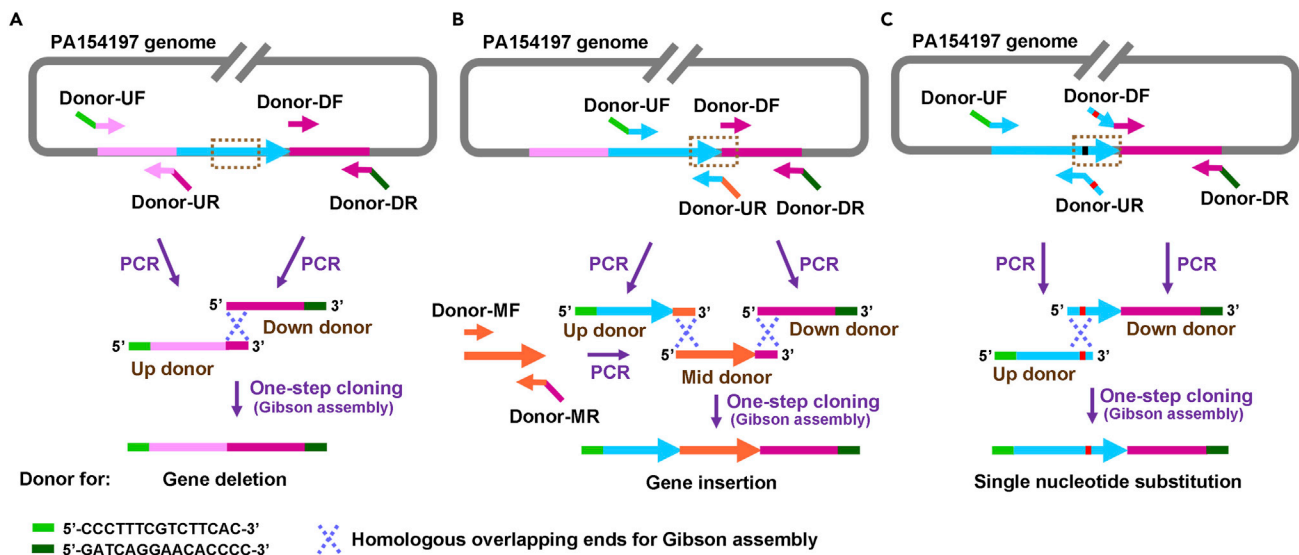 A
PA154197 genome
Donor-UF
Donor-DF
Donor-UR
Donor-DR
PCR
PCR
5’
3’
Down donor
5’
3’
Up donor
One-step cloning
(Gibson assembly)
Donor for:
Gene deletion
B
PA154197 genome
Donor-UF
Donor-DF
Donor-UR
Donor-DR
PCR
PCR
Donor-MF
5’
3’
Up donor
5’
3’
Down donor
PCR
5’
3’
Mid donor
Donor-MR
One-step cloning
(Gibson assembly)
Gene insertion
C
PA154197 genome
Donor-UF
Donor-DF
Donor-UR
Donor-DR
PCR
PCR
5’
3’
Down donor
5’
3’
Up donor
One-step cloning
(Gibson assembly)
Single nucleotide substitution
5’-CCCTTTCGTCTTCAC-3’
5’-GATCAGGAACACCCC-3’
Homologous overlapping ends for Gibson assembly